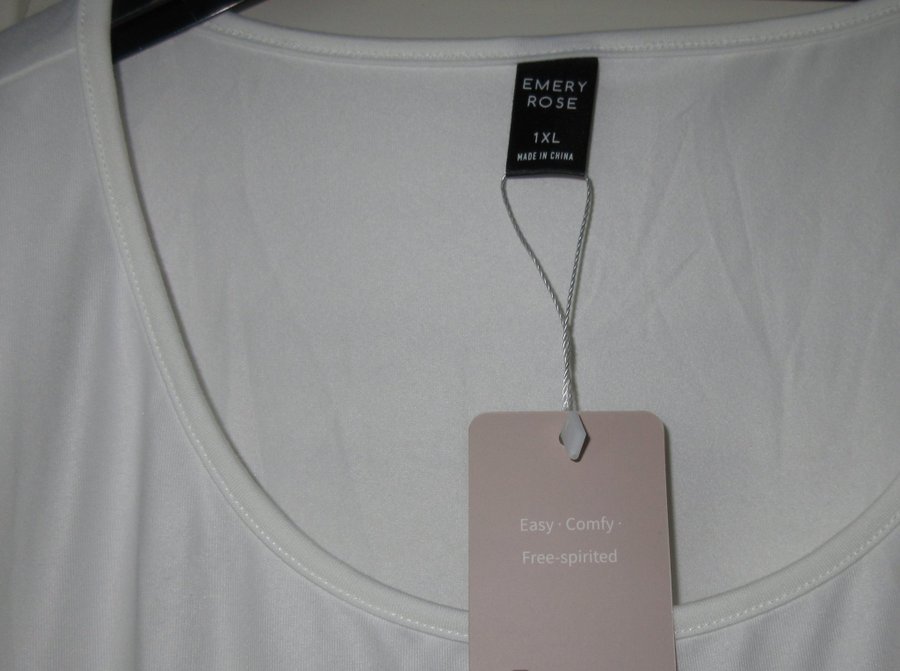 EMERY
ROSE
1XL
MADE IN CHINA
Easy · Comfy ·
Free-spirited